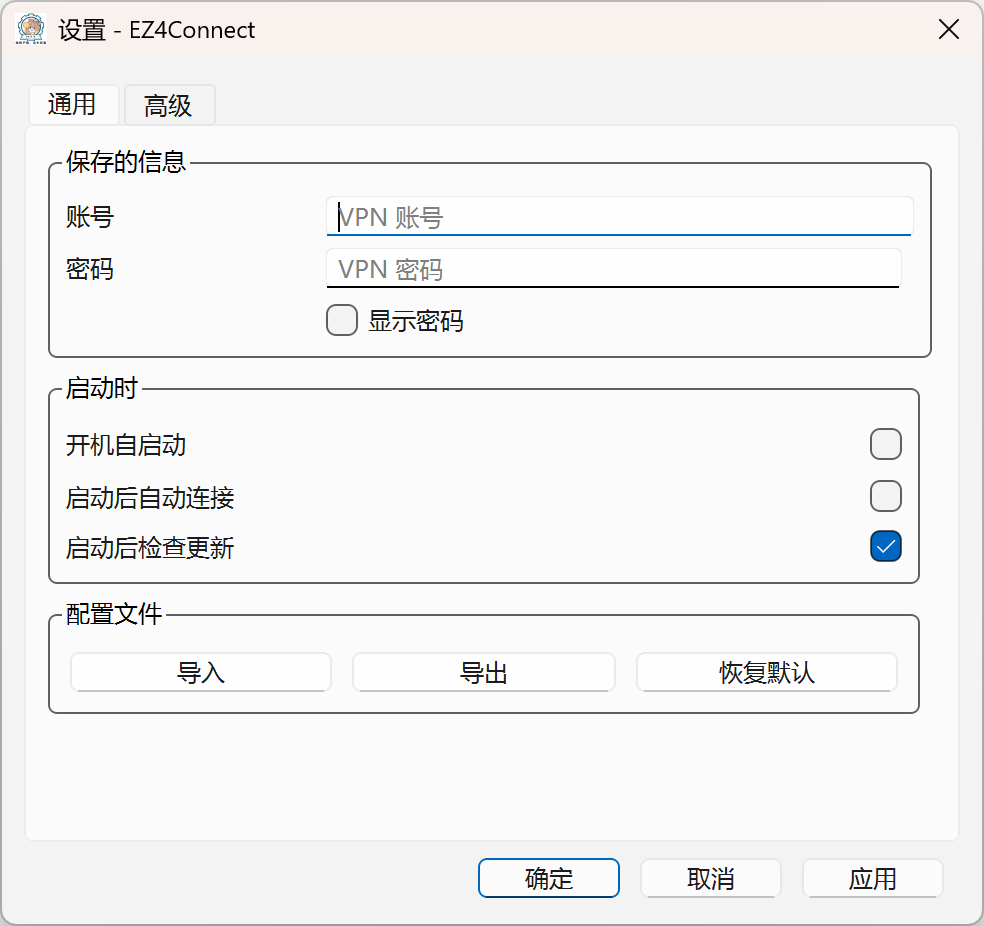 设置 - EZ4Connect
通用
高级
保存的信息
账号
VPN 账号
密码
VPN 密码
显示密码
启动时
开机自启动
启动后自动连接
启动后检查更新
配置文件
导入
导出
恢复默认
确定
取消
应用